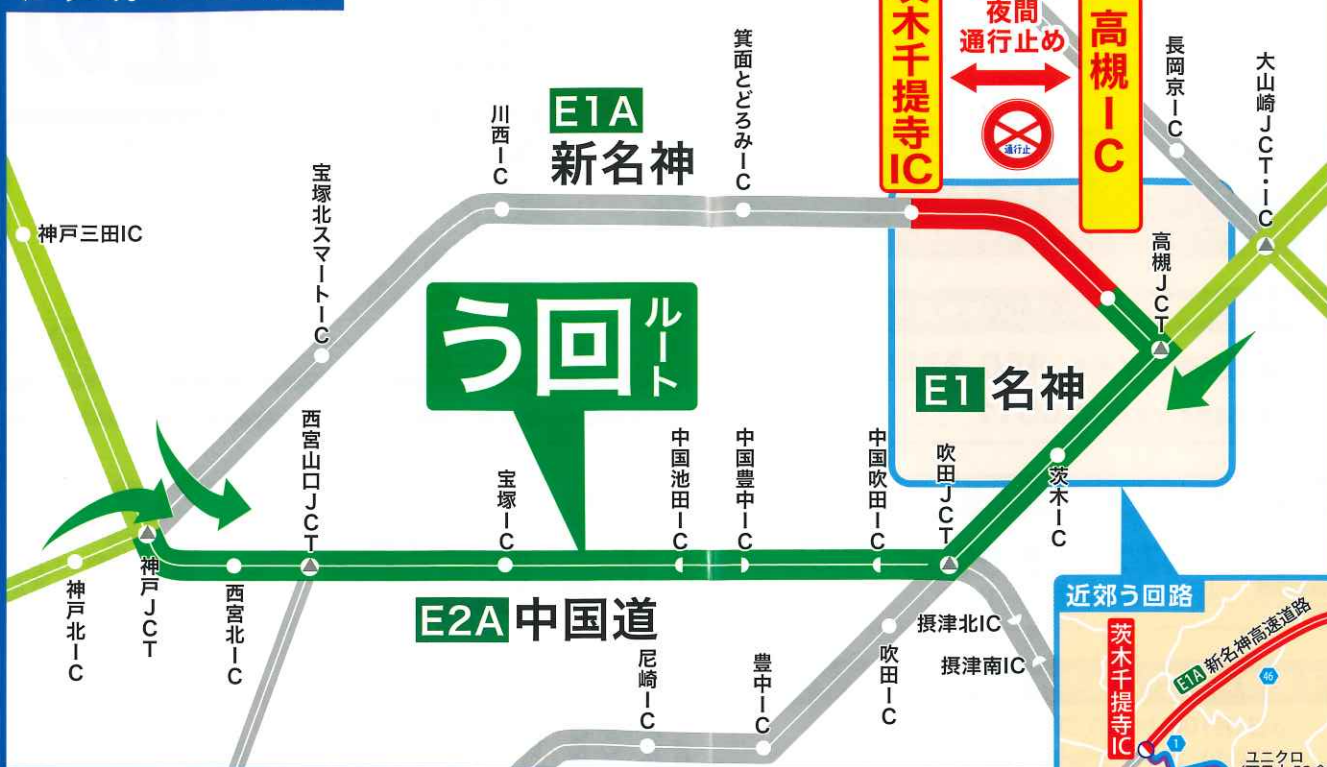 木千提寺IC
夜間
通行止め
通行止
高槻IC
長岡京IC
大山崎JCT・IC
箕面とどろみIC
E1A
新名神
川西IC
宝塚北スマートIC
神戸三田IC
高槻JCT
う回ルート
E1 名神
西宮山口JCT
宝塚IC
中国池田IC
中国豊中IC
中国吹田IC
吹田JCT
茨木IC
神戸北IC
神戸JCT
西宮北IC
E2A 中国道
尼崎IC
豊中IC
吹田IC
摂津北IC
摂津南IC
近郊う回路
茨木千提寺IC
E1A 新名神高速道路
46
1
ユニクロ